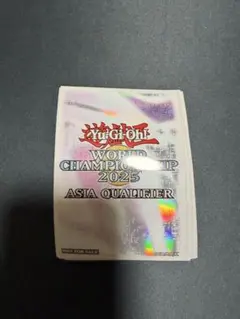 Yu-Gi-Oh!
WORLD
CHAMPIONSHIP
2025
ASIA QUALIFIER